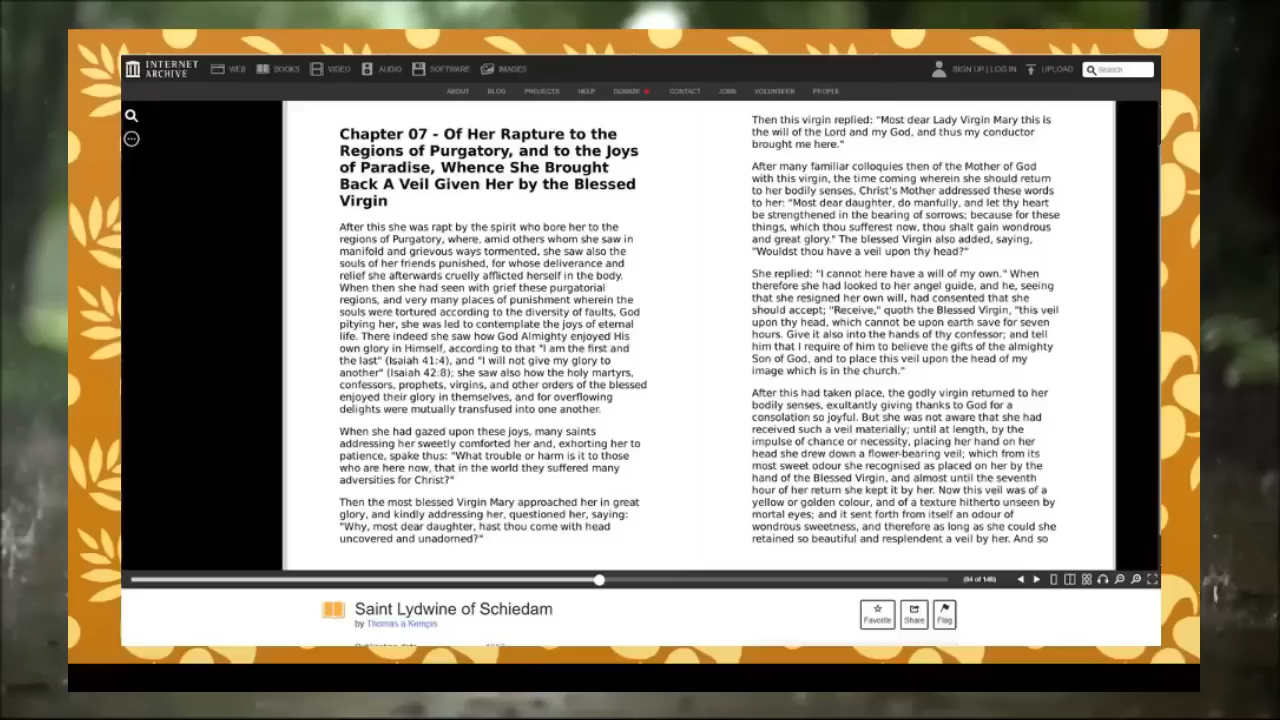 INTERNET
ARCHIVE
WEB BOOKS VIDEO AUDIO SOFTWARE IMAGES
SIGN UP | LOG IN UPLOAD Search
ABOUT BLOG PROJECTS HELP DONATE CONTACT JOBS VOLUNTEER PEOPLE
Chapter 07 - Of Her Rapture to the
Regions of Purgatory, and to the Joys
of Paradise, Whence She Brought
Back A Veil Given Her by the Blessed
Virgin
After this she was rapt by the spirit who bore her to the
regions of Purgatory, where, amid others whom she saw in
manifold and grievous ways tormented, she saw also the
souls of her friends punished, for whose deliverance and
relief she afterwards cruelly afflicted herself in the body.
When then she had seen with grief these purgatorial
regions, and very many places of punishment wherein the
souls were tortured according to the diversity of faults, God
pitying her, she was led to contemplate the joys of eternal
life. There indeed she saw how God Almighty enjoyed His
own glory in Himself, according to that "I am the first and
the last" (Isaiah 41:4), and "I will not give my glory to
another" (Isaiah 42:8); she saw also how the holy martyrs,
confessors, prophets, virgins, and other orders of the blessed
enjoyed their glory in themselves, and for overflowing
delights were mutually transfused into one another.
When she had gazed upon these joys, many saints
addressing her sweetly comforted her and, exhorting her to
patience, spake thus: "What trouble or harm is it to those
who are here now, that in the world they suffered many
adversities for Christ?"
Then the most blessed Virgin Mary approached her in great
glory, and kindly addressing her, questioned her, saying:
"Why, most dear daughter, hast thou come with head
uncovered and unadorned?"
Then this virgin replied: "Most dear Lady Virgin Mary this is
the will of the Lord and my God, and thus my conductor
brought me here."
After many familiar colloquies then of the Mother of God
with this virgin, the time coming wherein she should return
to her bodily senses, Christ's Mother addressed these words
to her: "Most dear daughter, do manfully, and let thy heart
be strengthened in the bearing of sorrows; because for these
things, which thou sufferest now, thou shalt gain wondrous
and great glory." The blessed Virgin also added, saying,
"Wouldst thou have a veil upon thy head?"
She replied: "I cannot here have a will of my own." When
therefore she had looked to her angel guide, and he, seeing
that she resigned her own will, had consented that she
should accept; "Receive," quoth the Blessed Virgin, "this veil
upon thy head, which cannot be upon earth save for seven
hours. Give it also into the hands of thy confessor; and tell
him that I require of him to believe the gifts of the almighty
Son of God, and to place this veil upon the head of my
image which is in the church."
After this had taken place, the godly virgin returned to her
bodily senses, exultantly giving thanks to God for a
consolation so joyful. But she was not aware that she had
received such a veil materially; until at length, by the
impulse of chance or necessity, placing her hand on her
head she drew down a flower-bearing veil; which from its
most sweet odour she recognised as placed on her by the
hand of the Blessed Virgin, and almost until the seventh
hour of her return she kept it by her. Now this veil was of a
yellow or golden colour, and of a texture hitherto unseen by
mortal eyes; and it sent forth from itself an odour of
wondrous sweetness, and therefore as long as she could she
retained so beautiful and resplendent a veil by her. And so
(84 of 146)
Saint Lydwine of Schiedam
by Thomas a Kempis
Favorite Share Flag